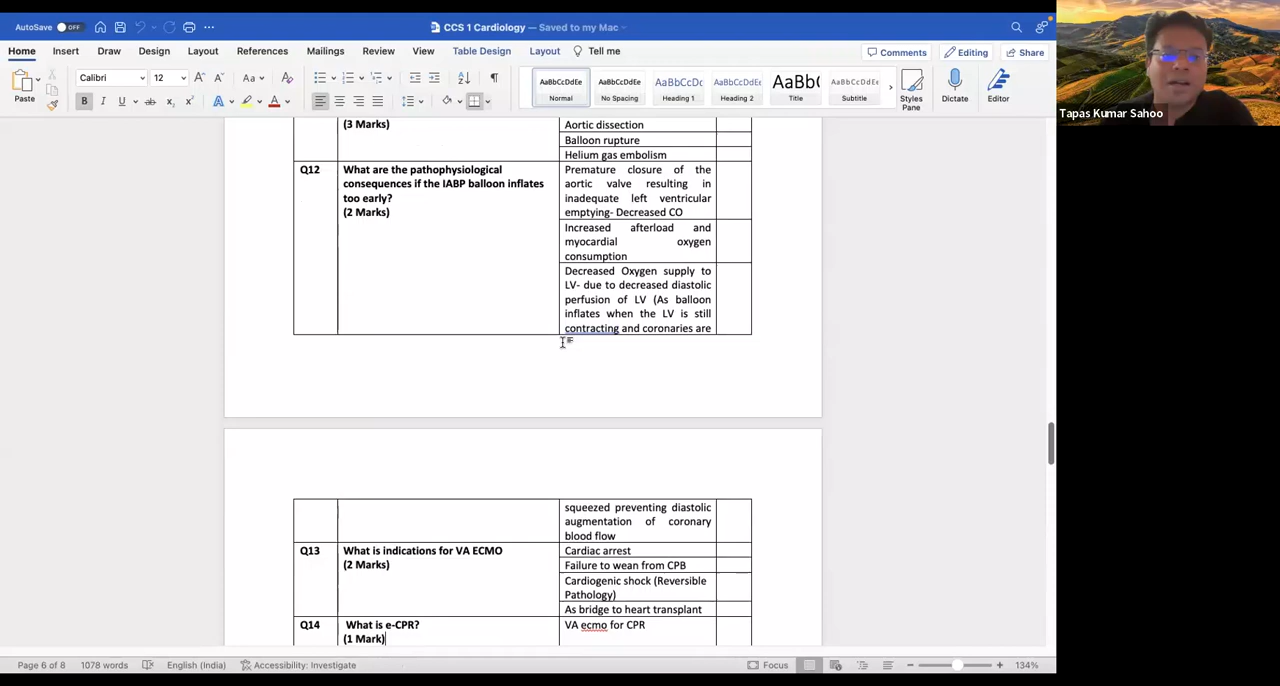 AutoSave OFF
CCS 1 Cardiology — Saved to my Mac
Home Insert Draw Design Layout References Mailings Review View Table Design Layout Tell me
Comments Editing Share
Paste
Calibri 12
AaBbCcDdEe AaBbCcDdEe AaBbCcDc AaBbCcDdEe AaBb( AaBbCcDdEe
Normal No Spacing Heading 1 Heading 2 Title Subtitle
Styles Pane
Dictate
Editor
Tapas Kumar Sahoo
(3 Marks)
Aortic dissection
Balloon rupture
Helium gas embolism
Q12
What are the pathophysiological
consequences if the IABP balloon inflates
too early?
(2 Marks)
Premature closure of the
aortic valve resulting in
inadequate left ventricular
emptying- Decreased CO
Increased afterload and
myocardial oxygen
consumption
Decreased Oxygen supply to
LV- due to decreased diastolic
perfusion of LV (As balloon
inflates when the LV is still
contracting and coronaries are
squeezed preventing diastolic
augmentation of coronary
blood flow
Q13
What is indications for VA ECMO
(2 Marks)
Cardiac arrest
Failure to wean from CPB
Cardiogenic shock (Reversible
Pathology)
As bridge to heart transplant
Q14
What is e-CPR?
(1 Mark)
VA ecmo for CPR
Page 6 of 8 1078 words English (India) Accessibility: Investigate
Focus 134%